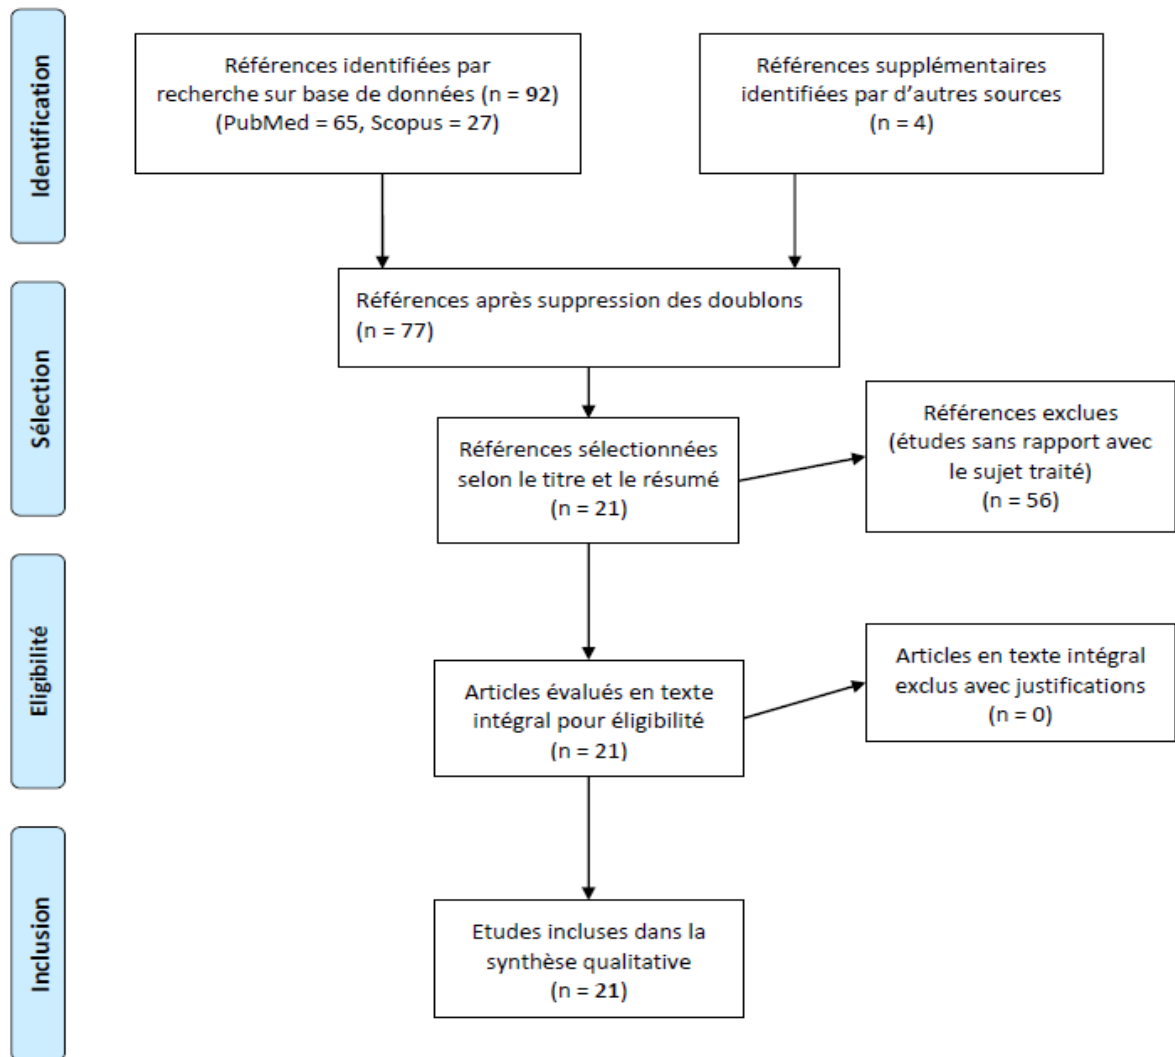 Identification
Références identifiées par
recherche sur base de données (n = 92)
(PubMed = 65, Scopus = 27)
Références supplémentaires
identifiées par d'autres sources
(n = 4)
Sélection
Références après suppression des doublons
(n = 77)
Références sélectionnées
selon le titre et le résumé
(n = 21)
Références exclues
(études sans rapport avec
le sujet traité)
(n = 56)
Eligibilité
Articles évalués en texte
intégral pour éligibilité
(n = 21)
Articles en texte intégral
exclus avec justifications
(n = 0)
Inclusion
Etudes incluses dans la
synthèse qualitative
(n = 21)